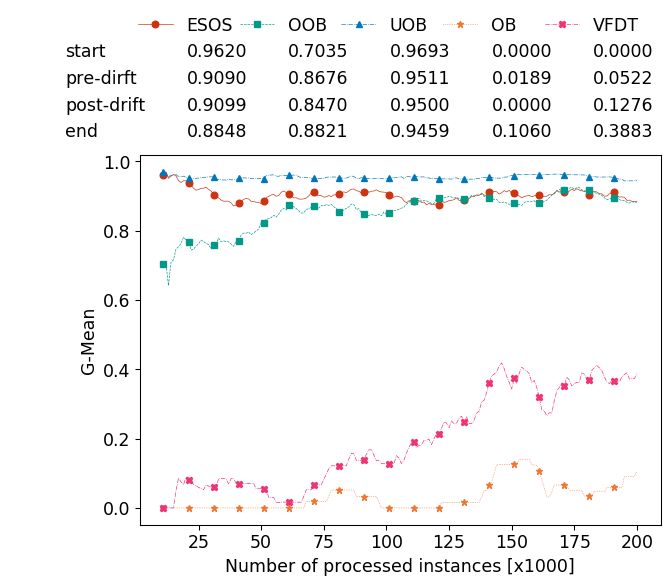 ESOS OOB UOB OB VFDT
start 0.9620 0.7035 0.9693 0.0000 0.0000
pre-dirft 0.9090 0.8676 0.9511 0.0189 0.0522
post-drift 0.9099 0.8470 0.9500 0.0000 0.1276
end 0.8848 0.8821 0.9459 0.1060 0.3883
1.0
0.8
0.6
0.4
0.2
0.0
G-Mean
25 50 75 100 125 150 175 200
Number of processed instances [x1000]